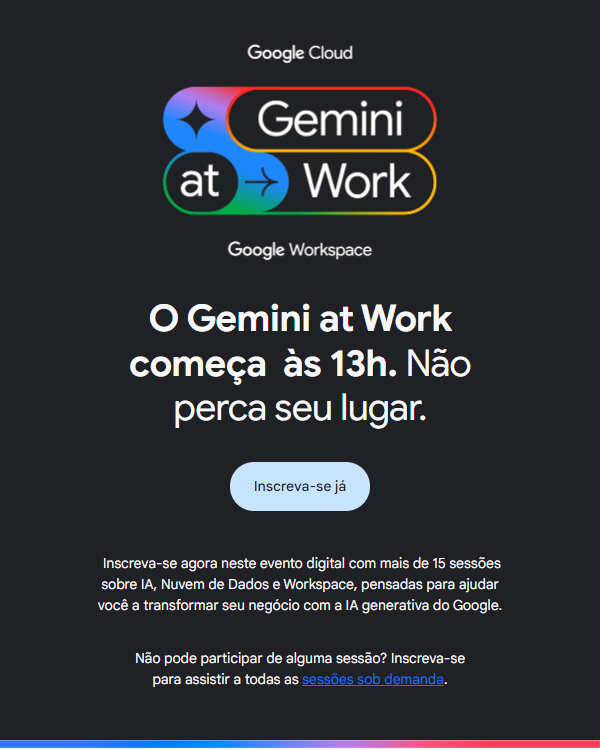 Google Cloud
Gemini
at Work
Google Workspace
O Gemini at Work
começa  às 13h. Não
perca seu lugar.
Inscreva-se já
Inscreva-se agora neste evento digital com mais de 15 sessões
sobre IA, Nuvem de Dados e Workspace, pensadas para ajudar
você a transformar seu negócio com a IA generativa do Google.
Não pode participar de alguma sessão? Inscreva-se
para assistir a todas as sessões sob demanda.